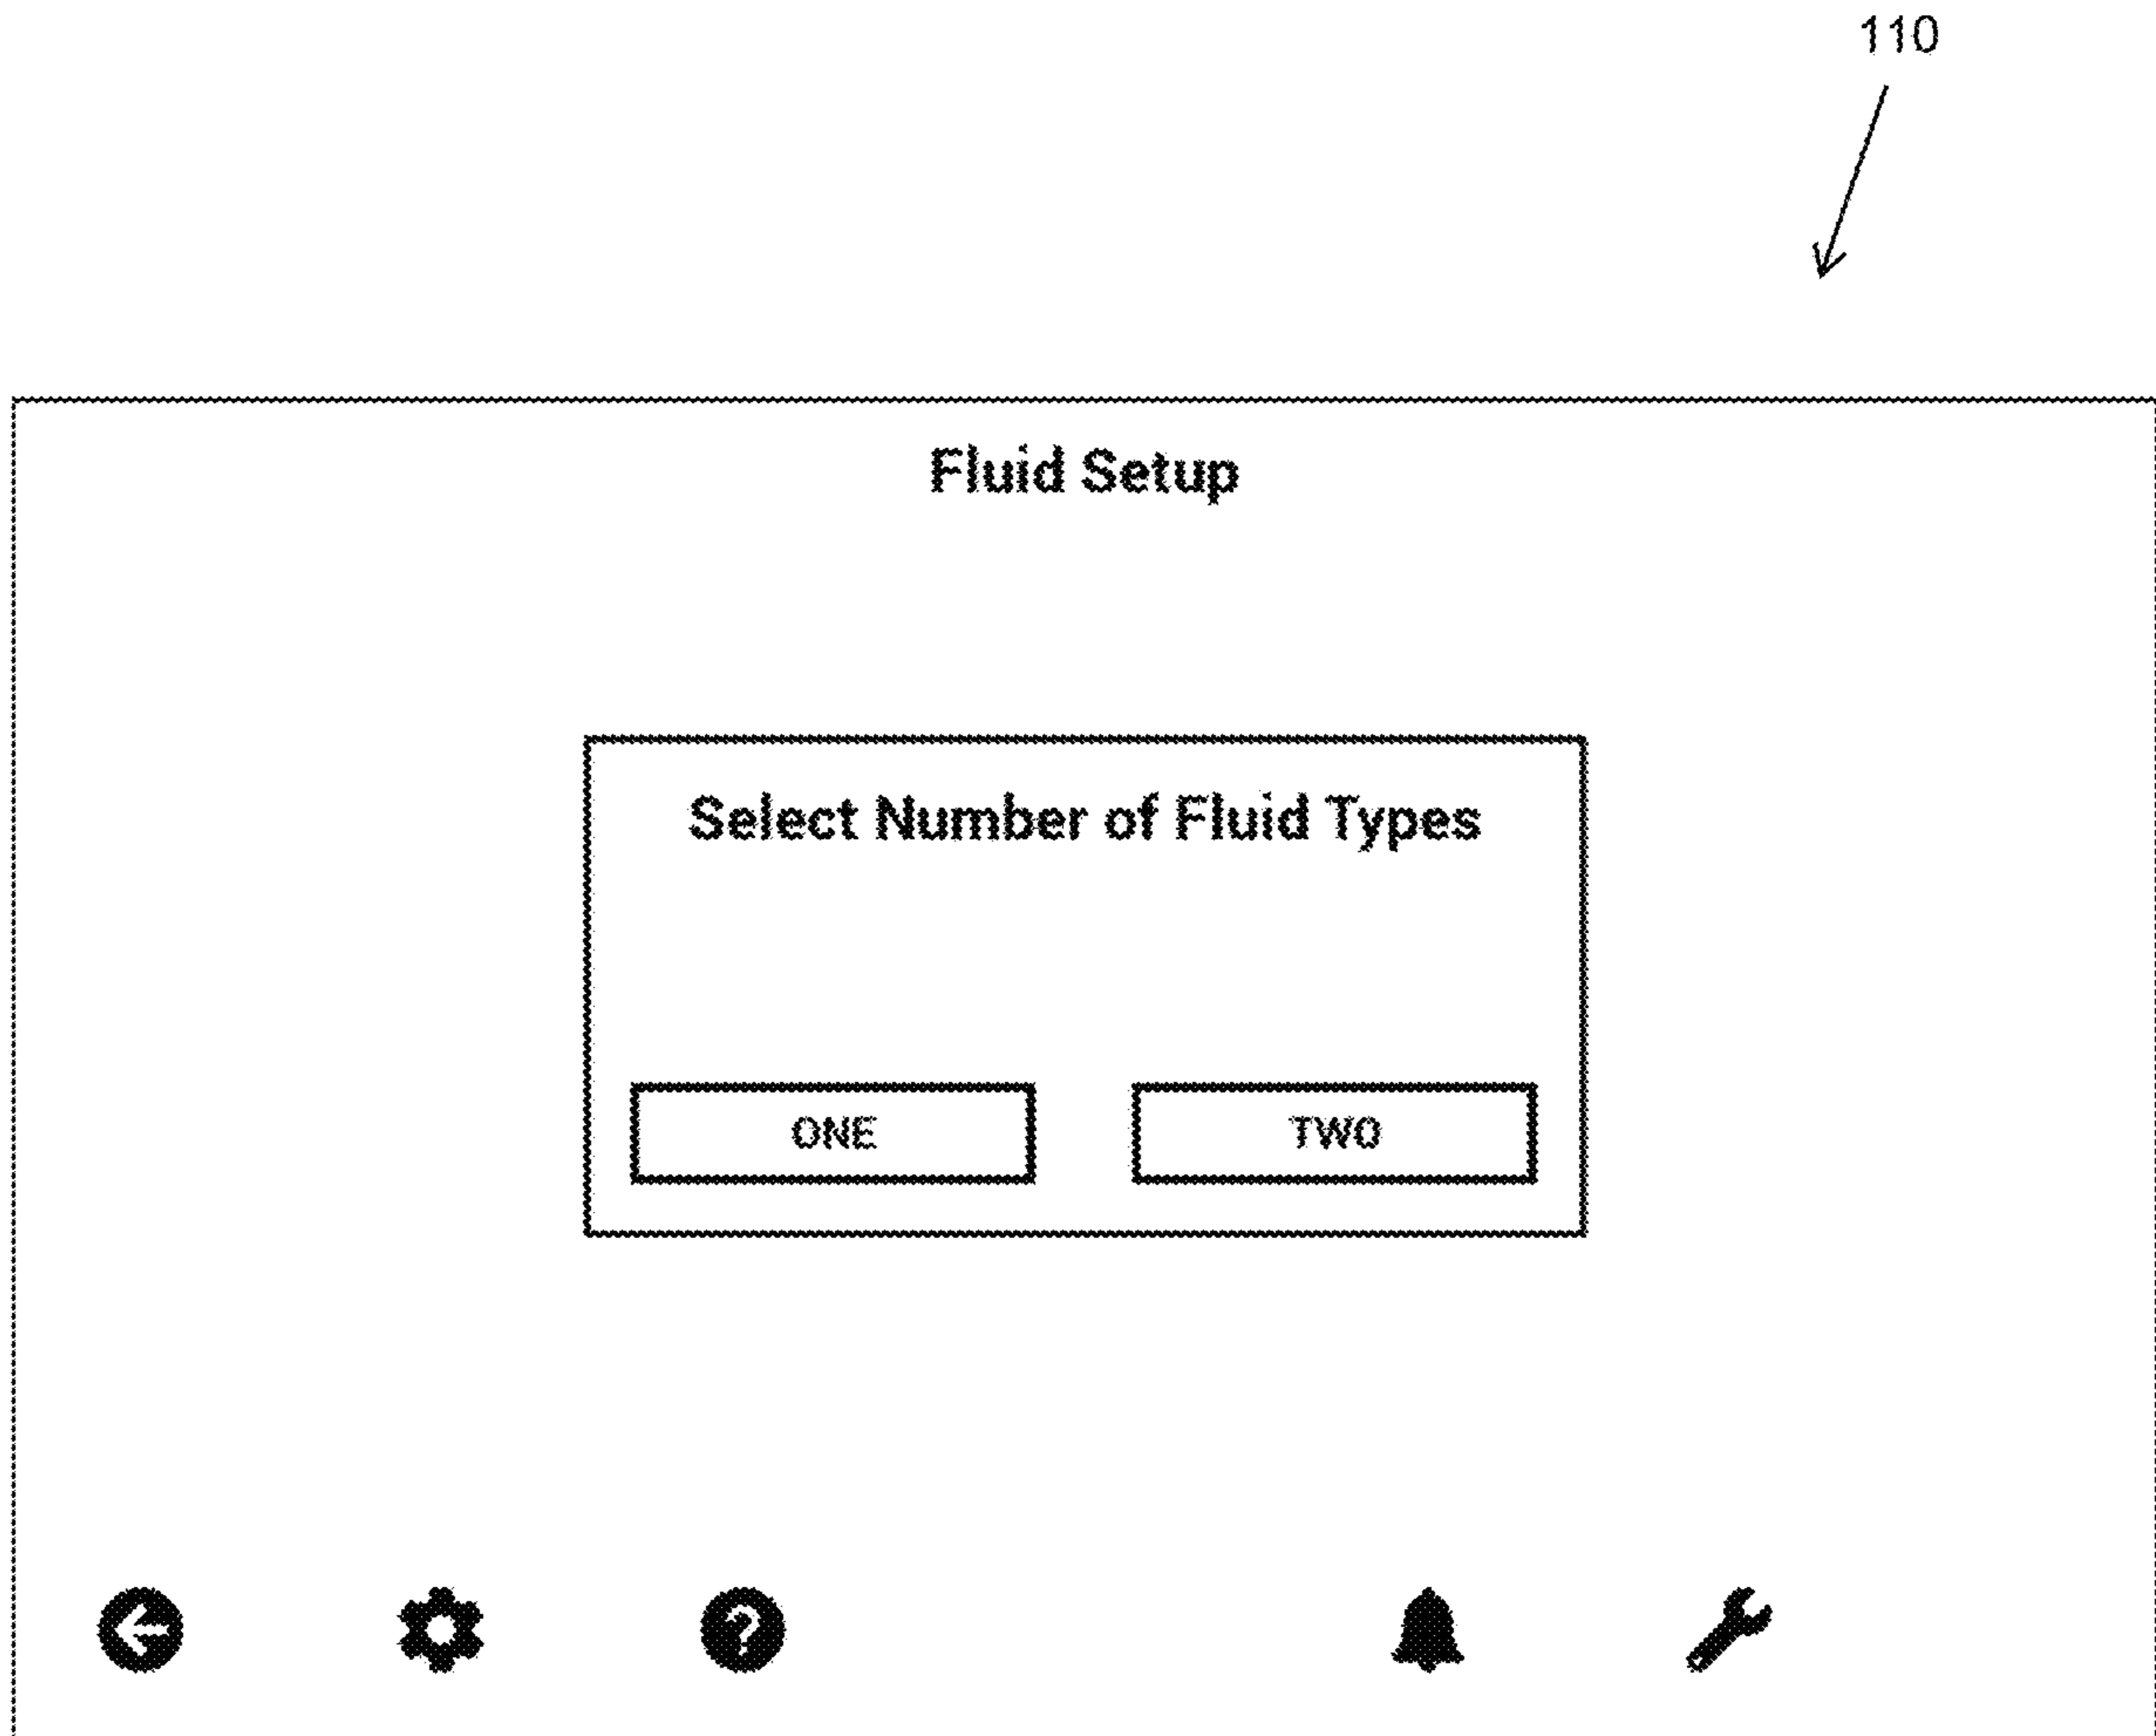 110
Fluid Setup
Select Number of Fluid Types
ONE
TWO
?